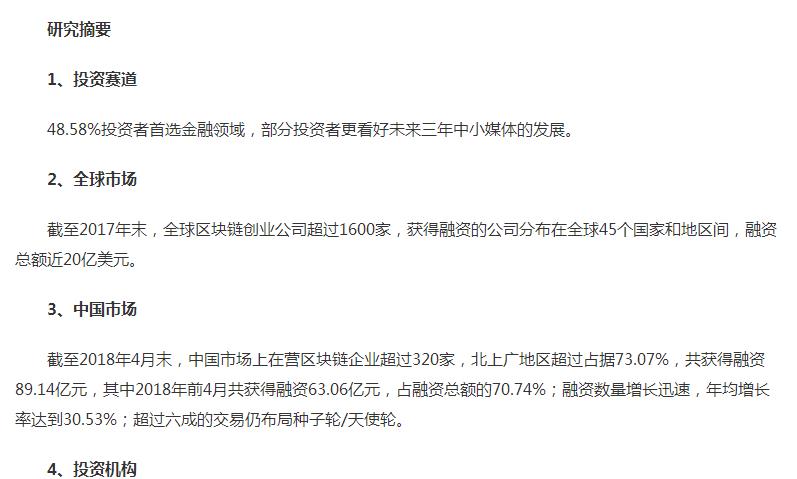 研究摘要
1、投资赛道
48.58%投资者首选金融领域，部分投资者更看好未来三年中小媒体的发展。
2、全球市场
截至2017年末，全球区块链创业公司超过1600家，获得融资的公司分布在全球45个国家和地区间，融资
总额近20亿美元。
3、中国市场
截至2018年4月末，中国市场上在营区块链企业超过320家，北上广地区超过占据73.07%，共获得融资
89.14亿元，其中2018年前4月共获得融资63.06亿元，占融资总额的70.74%；融资数量增长迅速，年均增长
率达到30.53%；超过六成的交易仍布局种子轮/天使轮。
4、投资机构